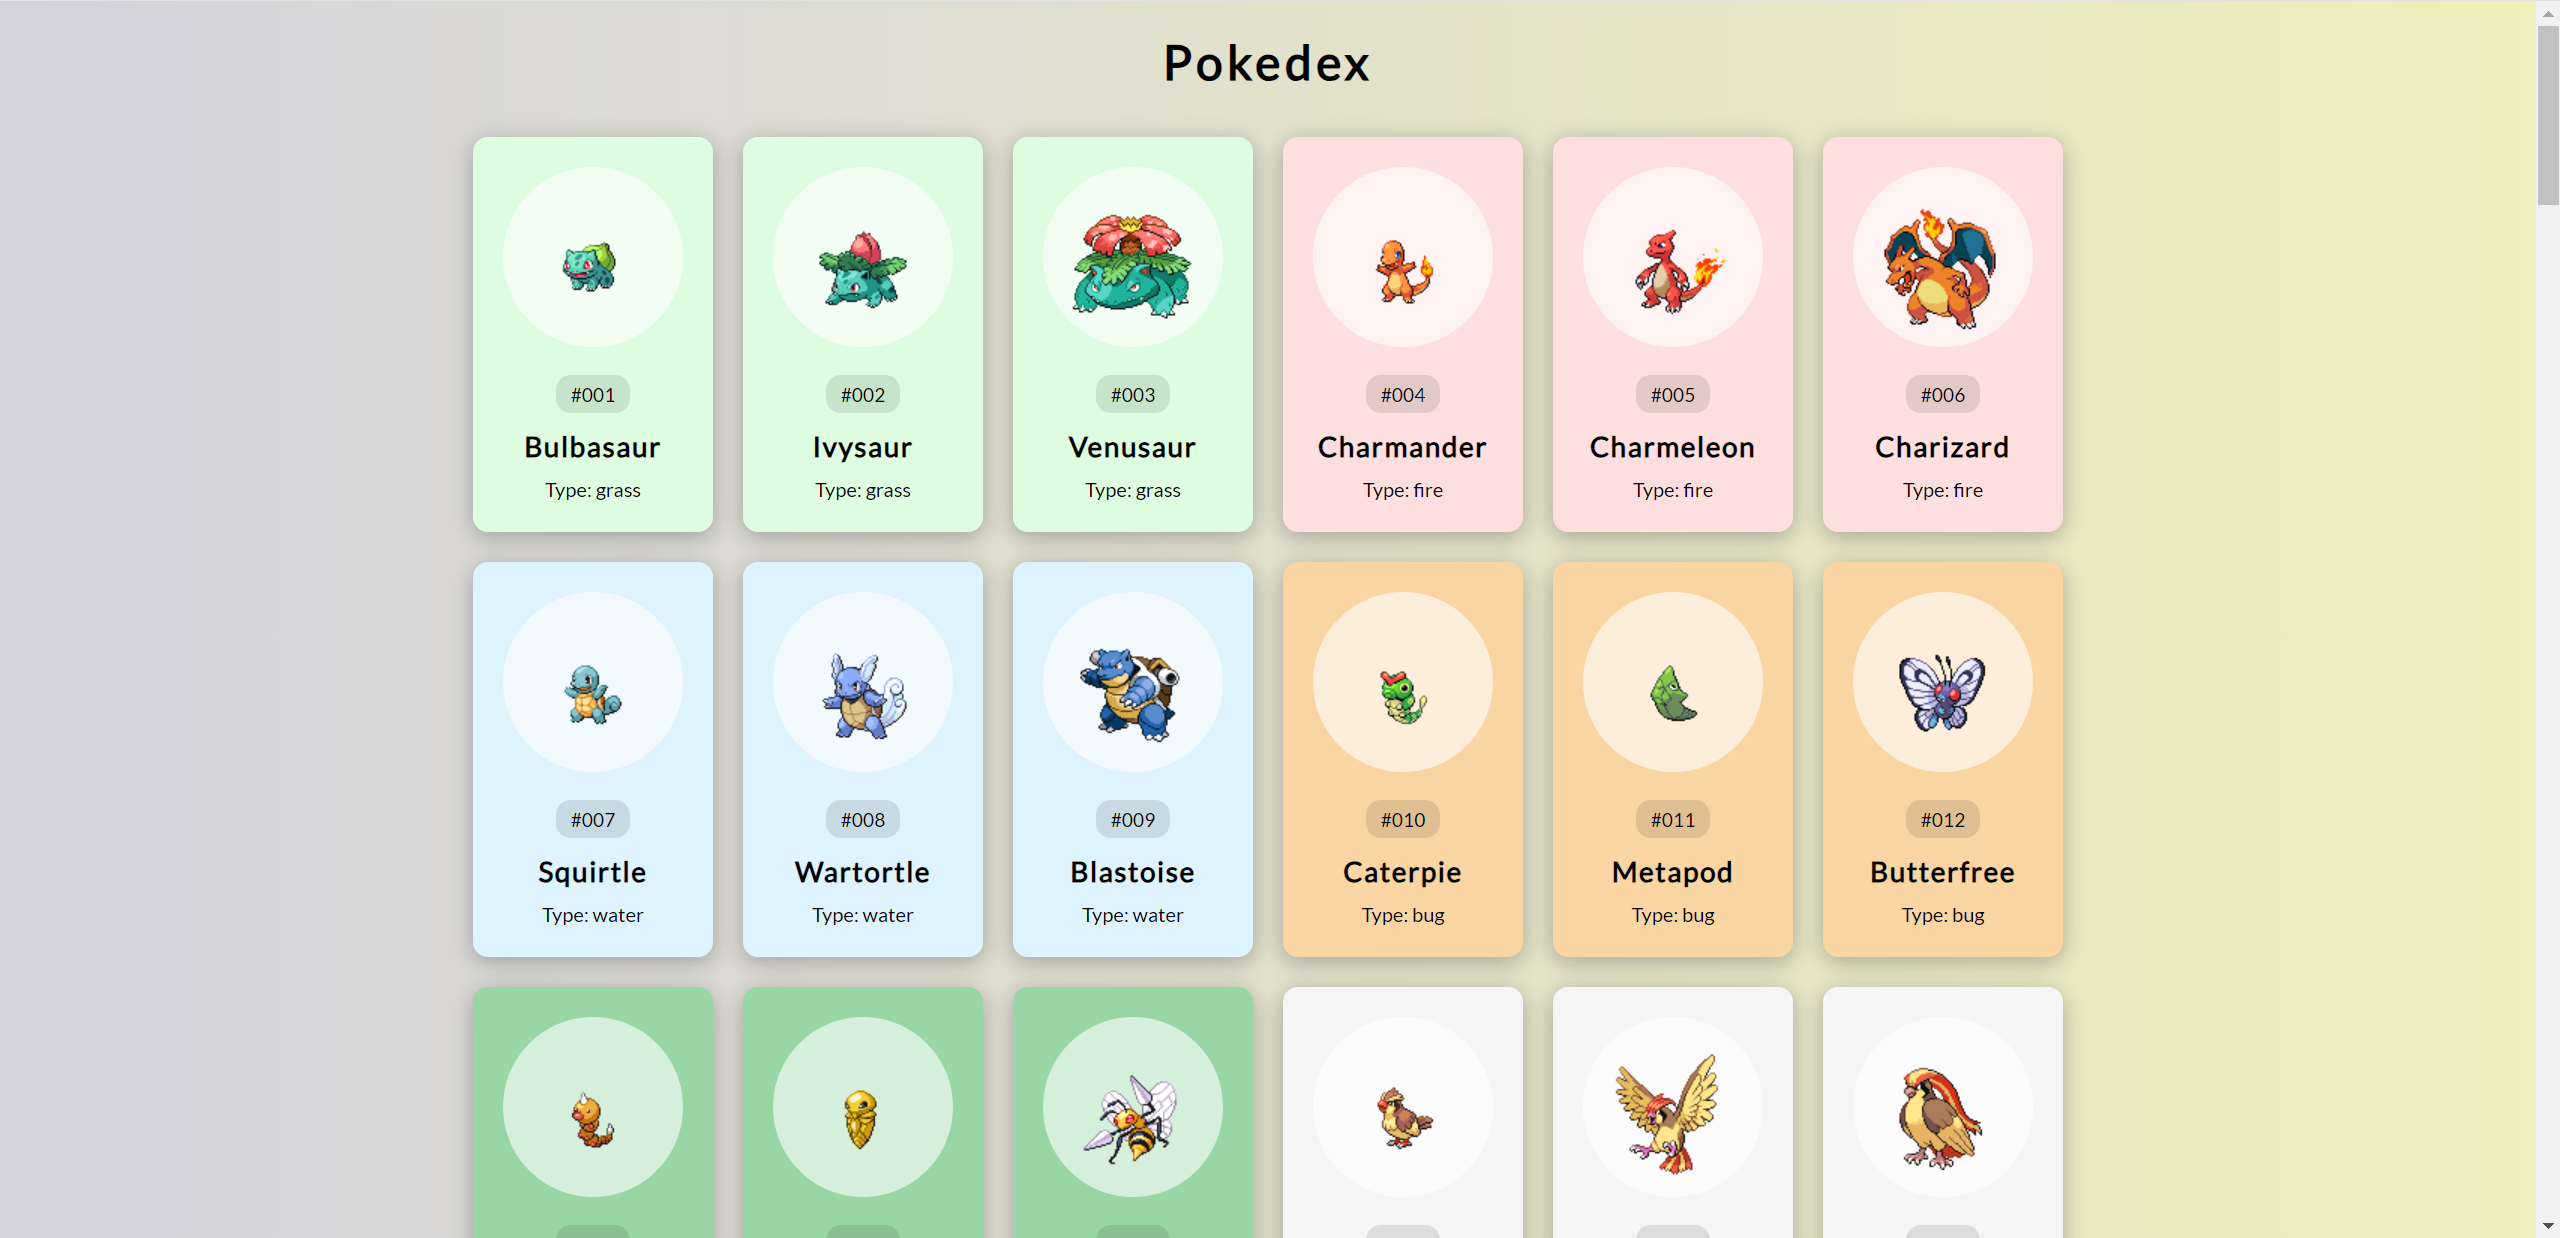 Pokedex
#001
Bulbasaur
Type: grass
#002
Ivysaur
Type: grass
#003
Venusaur
Type: grass
#004
Charmander
Type: fire
#005
Charmeleon
Type: fire
#006
Charizard
Type: fire
#007
Squirtle
Type: water
#008
Wartortle
Type: water
#009
Blastoise
Type: water
#010
Caterpie
Type: bug
#011
Metapod
Type: bug
#012
Butterfree
Type: bug